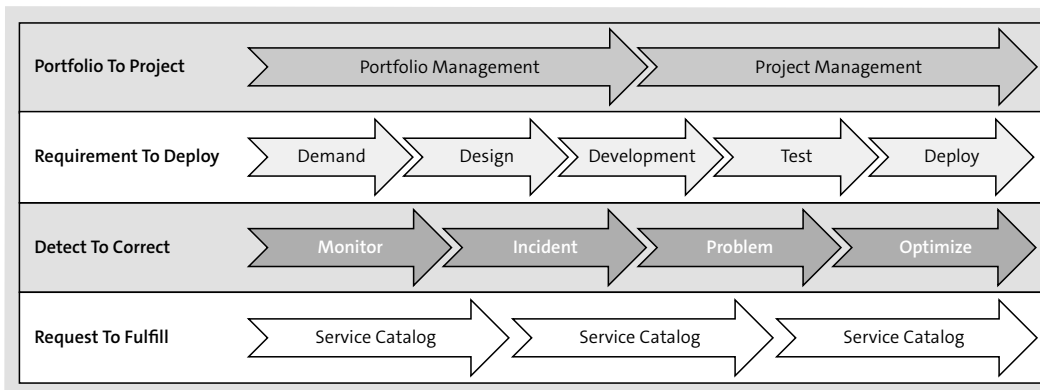 Portfolio To Project
Portfolio Management
Project Management
Requirement To Deploy
Demand
Design
Development
Test
Deploy
Detect To Correct
Monitor
Incident
Problem
Optimize
Request To Fulfill
Service Catalog
Service Catalog
Service Catalog